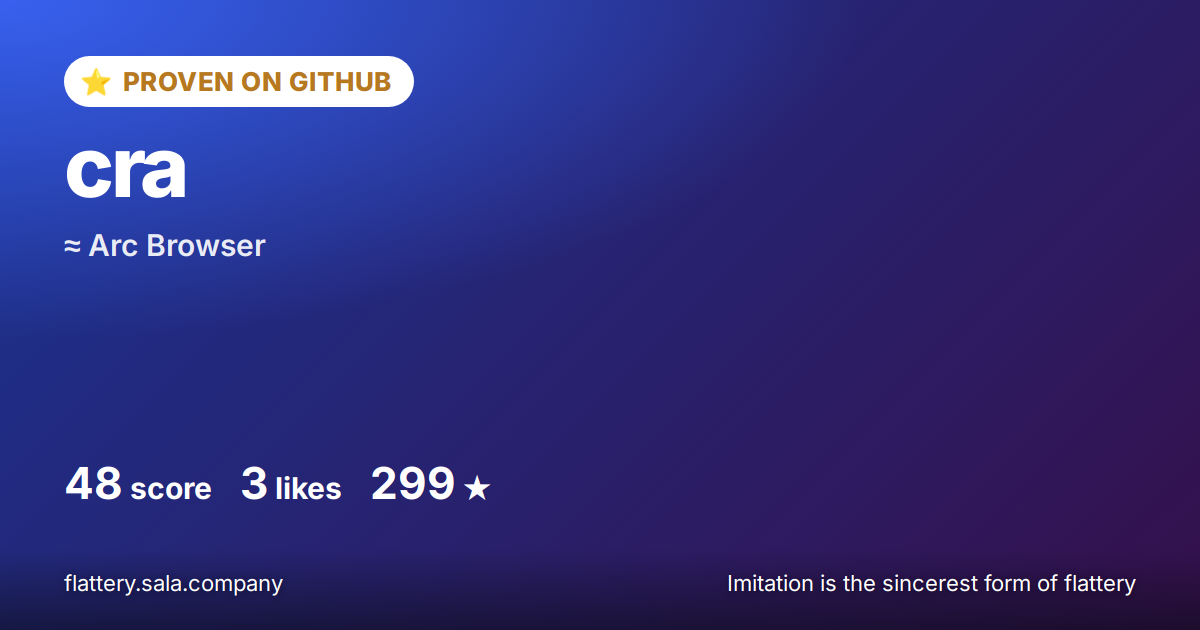 ⭐ PROVEN ON GITHUB
cra
≈ Arc Browser
48 score 3 likes 299 ★
flattery.sala.company
Imitation is the sincerest form of flattery